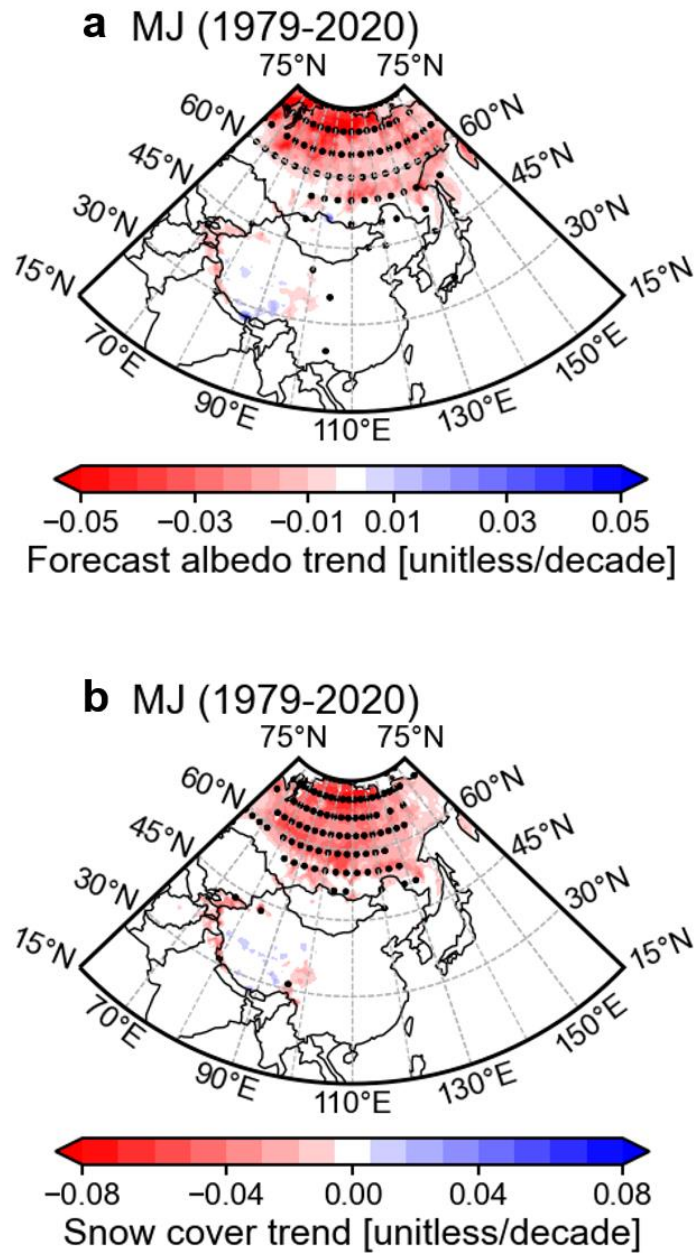 a MJ (1979-2020)
75°N 75°N
60°N 60°N
45°N 45°N
30°N 30°N
15°N 15°N
70°E 150°E
90°E 130°E
110°E
−0.05 −0.03 −0.01 0.01 0.03 0.05
Forecast albedo trend [unitless/decade]
b MJ (1979-2020)
75°N 75°N
60°N 60°N
45°N 45°N
30°N 30°N
15°N 15°N
70°E 150°E
90°E 130°E
110°E
−0.08 −0.04 0.00 0.04 0.08
Snow cover trend [unitless/decade]